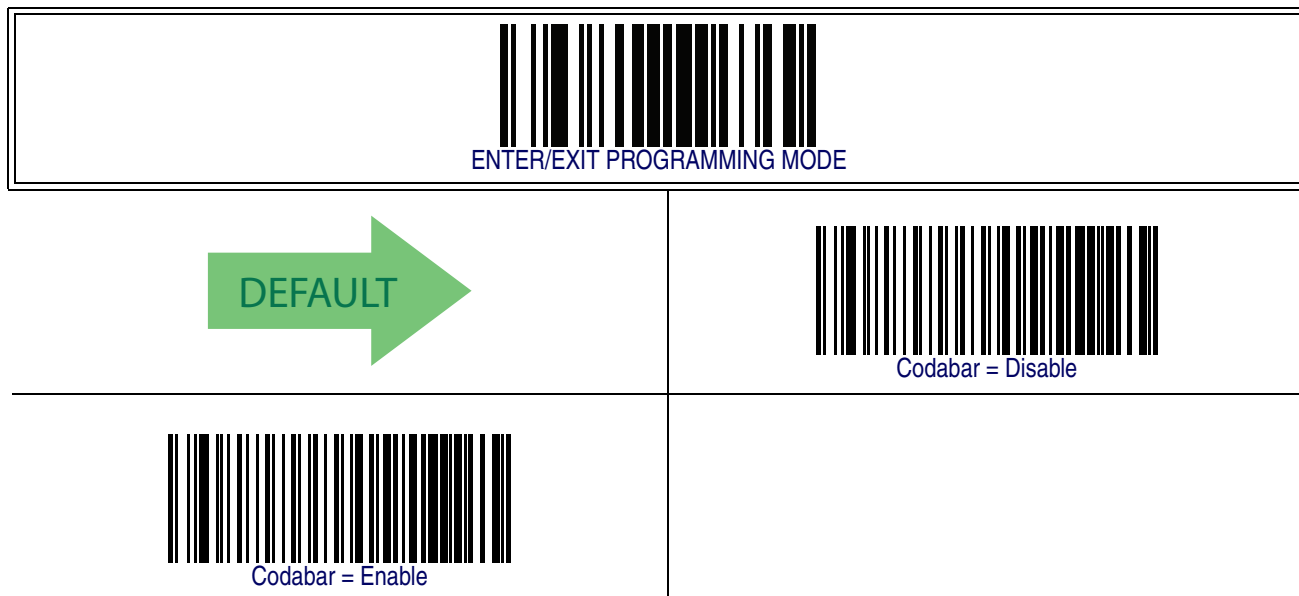 ENTER/EXIT PROGRAMMING MODE
DEFAULT
Codabar = Disable
Codabar = Enable